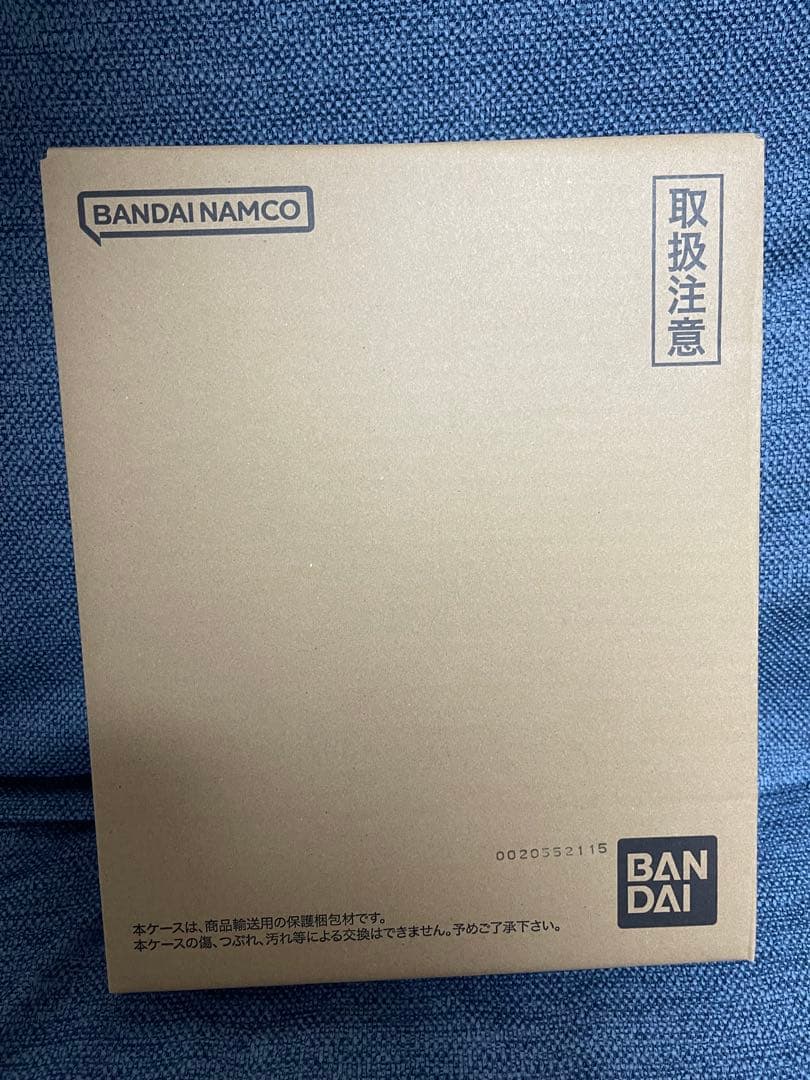 BANDAI NAMCO
取扱注意
0020552115
BAN
DAI
本ケースは、商品輸送用の保護梱包材です。
本ケースの傷、つぶれ、汚れ等による交換はできません。予めご了承下さい。